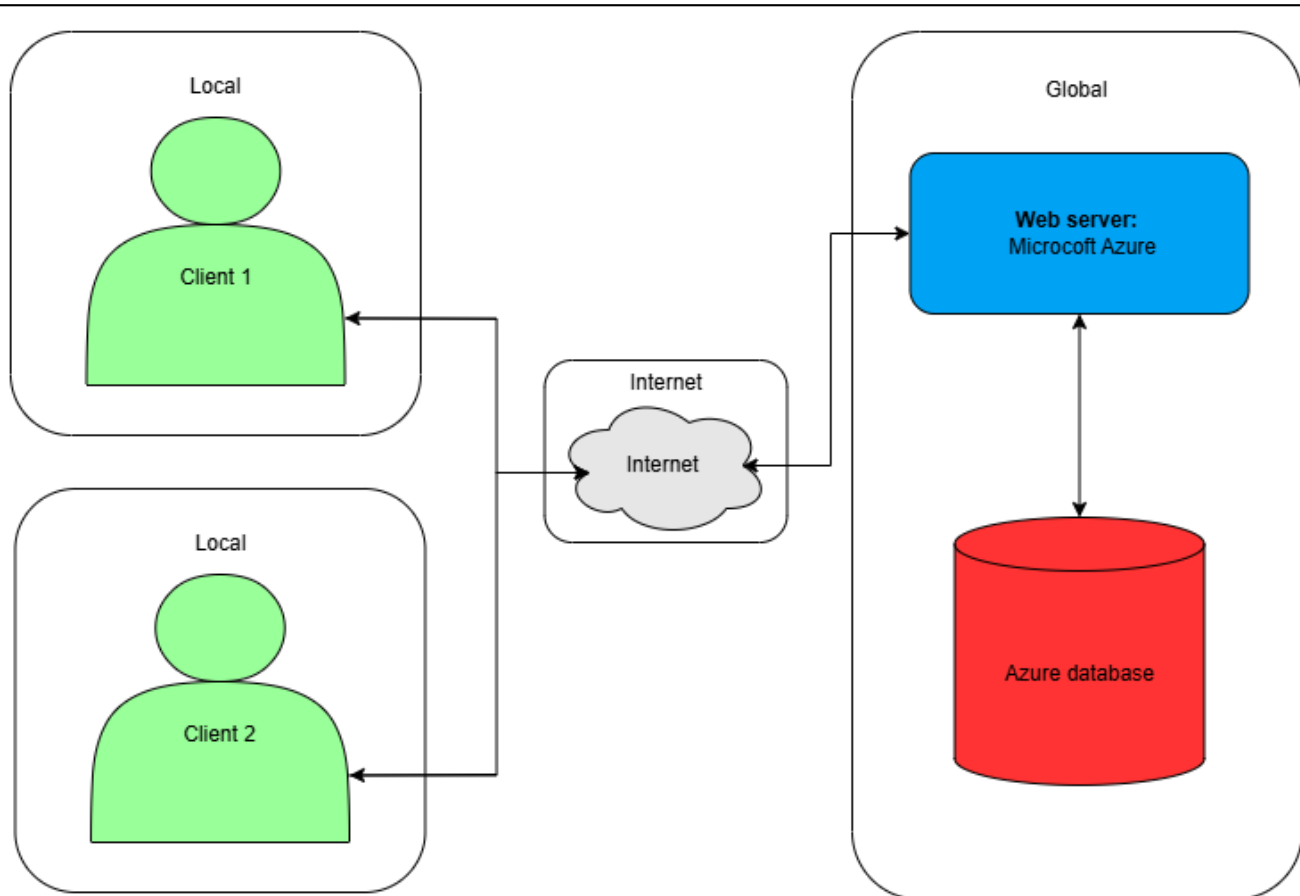 Local
Client 1
Local
Client 2
Internet
Internet
Global
Web server:
Microcoft Azure
Azure database